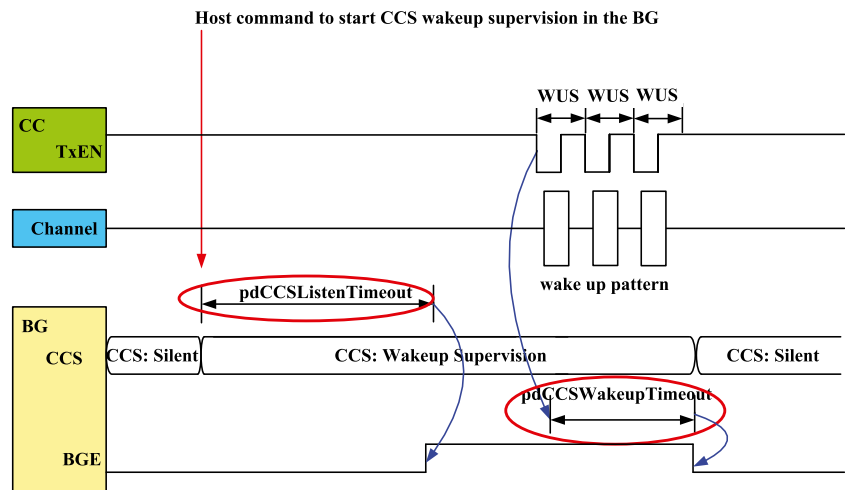 Host command to start CCS wakeup supervision in the BG
WUS WUS WUS
CC
TxEN
Channel
wake up pattern
pdCCSListenTimeout
BG
CCS
CCS: Silent
CCS: Wakeup Supervision
CCS: Silent
pdCCSWakeupTimeout
BGE